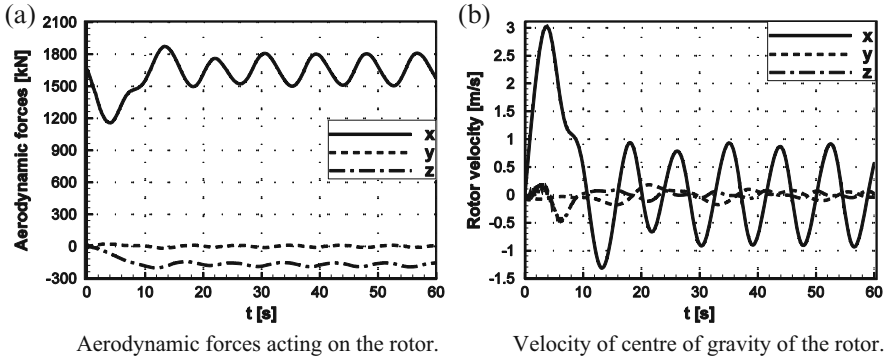 (a)
Aerodynamic forces [kN]
2100
1800
1500
1200
900
600
300
0
-300
0 10 20 30 40 50 60
t [s]
x
y
z
Aerodynamic forces acting on the rotor.
(b)
Rotor velocity [m/s]
3
2.5
2
1.5
1
0.5
0
-0.5
-1
-1.5
0 10 20 30 40 50 60
t [s]
x
y
z
Velocity of centre of gravity of the rotor.